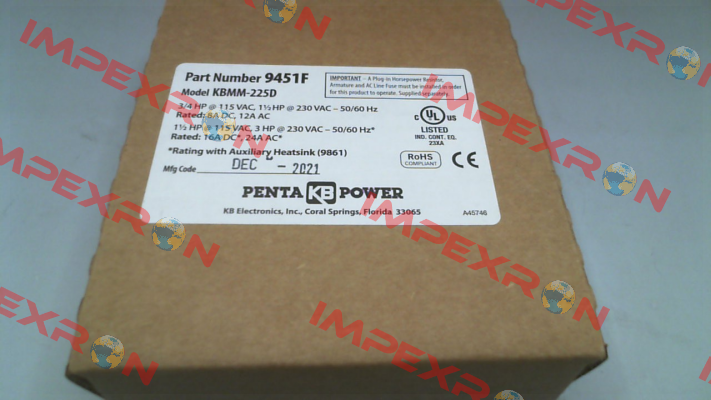 Part Number 9451F
Model KBMM-225D
3/4 HP @ 115 VAC, 1½ HP @ 230 VAC – 50/60 Hz
Rated: 8A DC, 12A AC
1½ HP @ 115 VAC, 3 HP @ 230 VAC – 50/60 Hz*
Rated: 16A DC*, 24A AC*
*Rating with Auxiliary Heatsink (9861)
Mfg Code DEC - 2021
IMPORTANT – A Plug-in Horsepower Resistor,
Armature and AC Line Fuse must be installed in order
for this product to operate. Supplied separately.
C UL US
LISTED
IND. CONT. EQ.
23XA
RoHS
COMPLIANT
CE
PENTA KB POWER
KB Electronics, Inc., Coral Springs, Florida 33065
A45746
IMPEXRON
IMPEXRON
IMPEXRON
IMPEXRON
IMPEXRON
IMPEXRON